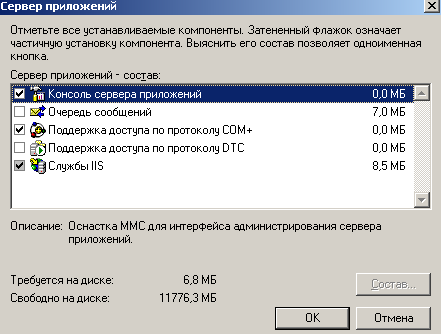 Сервер приложений
Отметьте все устанавливаемые компоненты. Затененный флажок означает
частичную установку компонента. Выяснить его состав позволяет одноименная
кнопка.
Сервер приложений - состав:
Консоль сервера приложений 0,0 МБ
Очередь сообщений 7,0 МБ
Поддержка доступа по протоколу COM+ 0,0 МБ
Поддержка доступа по протоколу DTC 0,0 МБ
Службы IIS 8,5 МБ
Описание: Оснастка MMC для интерфейса администрирования сервера
приложений.
Требуется на диске: 6,8 МБ
Свободно на диске: 11776,3 МБ
Состав...
OK Отмена